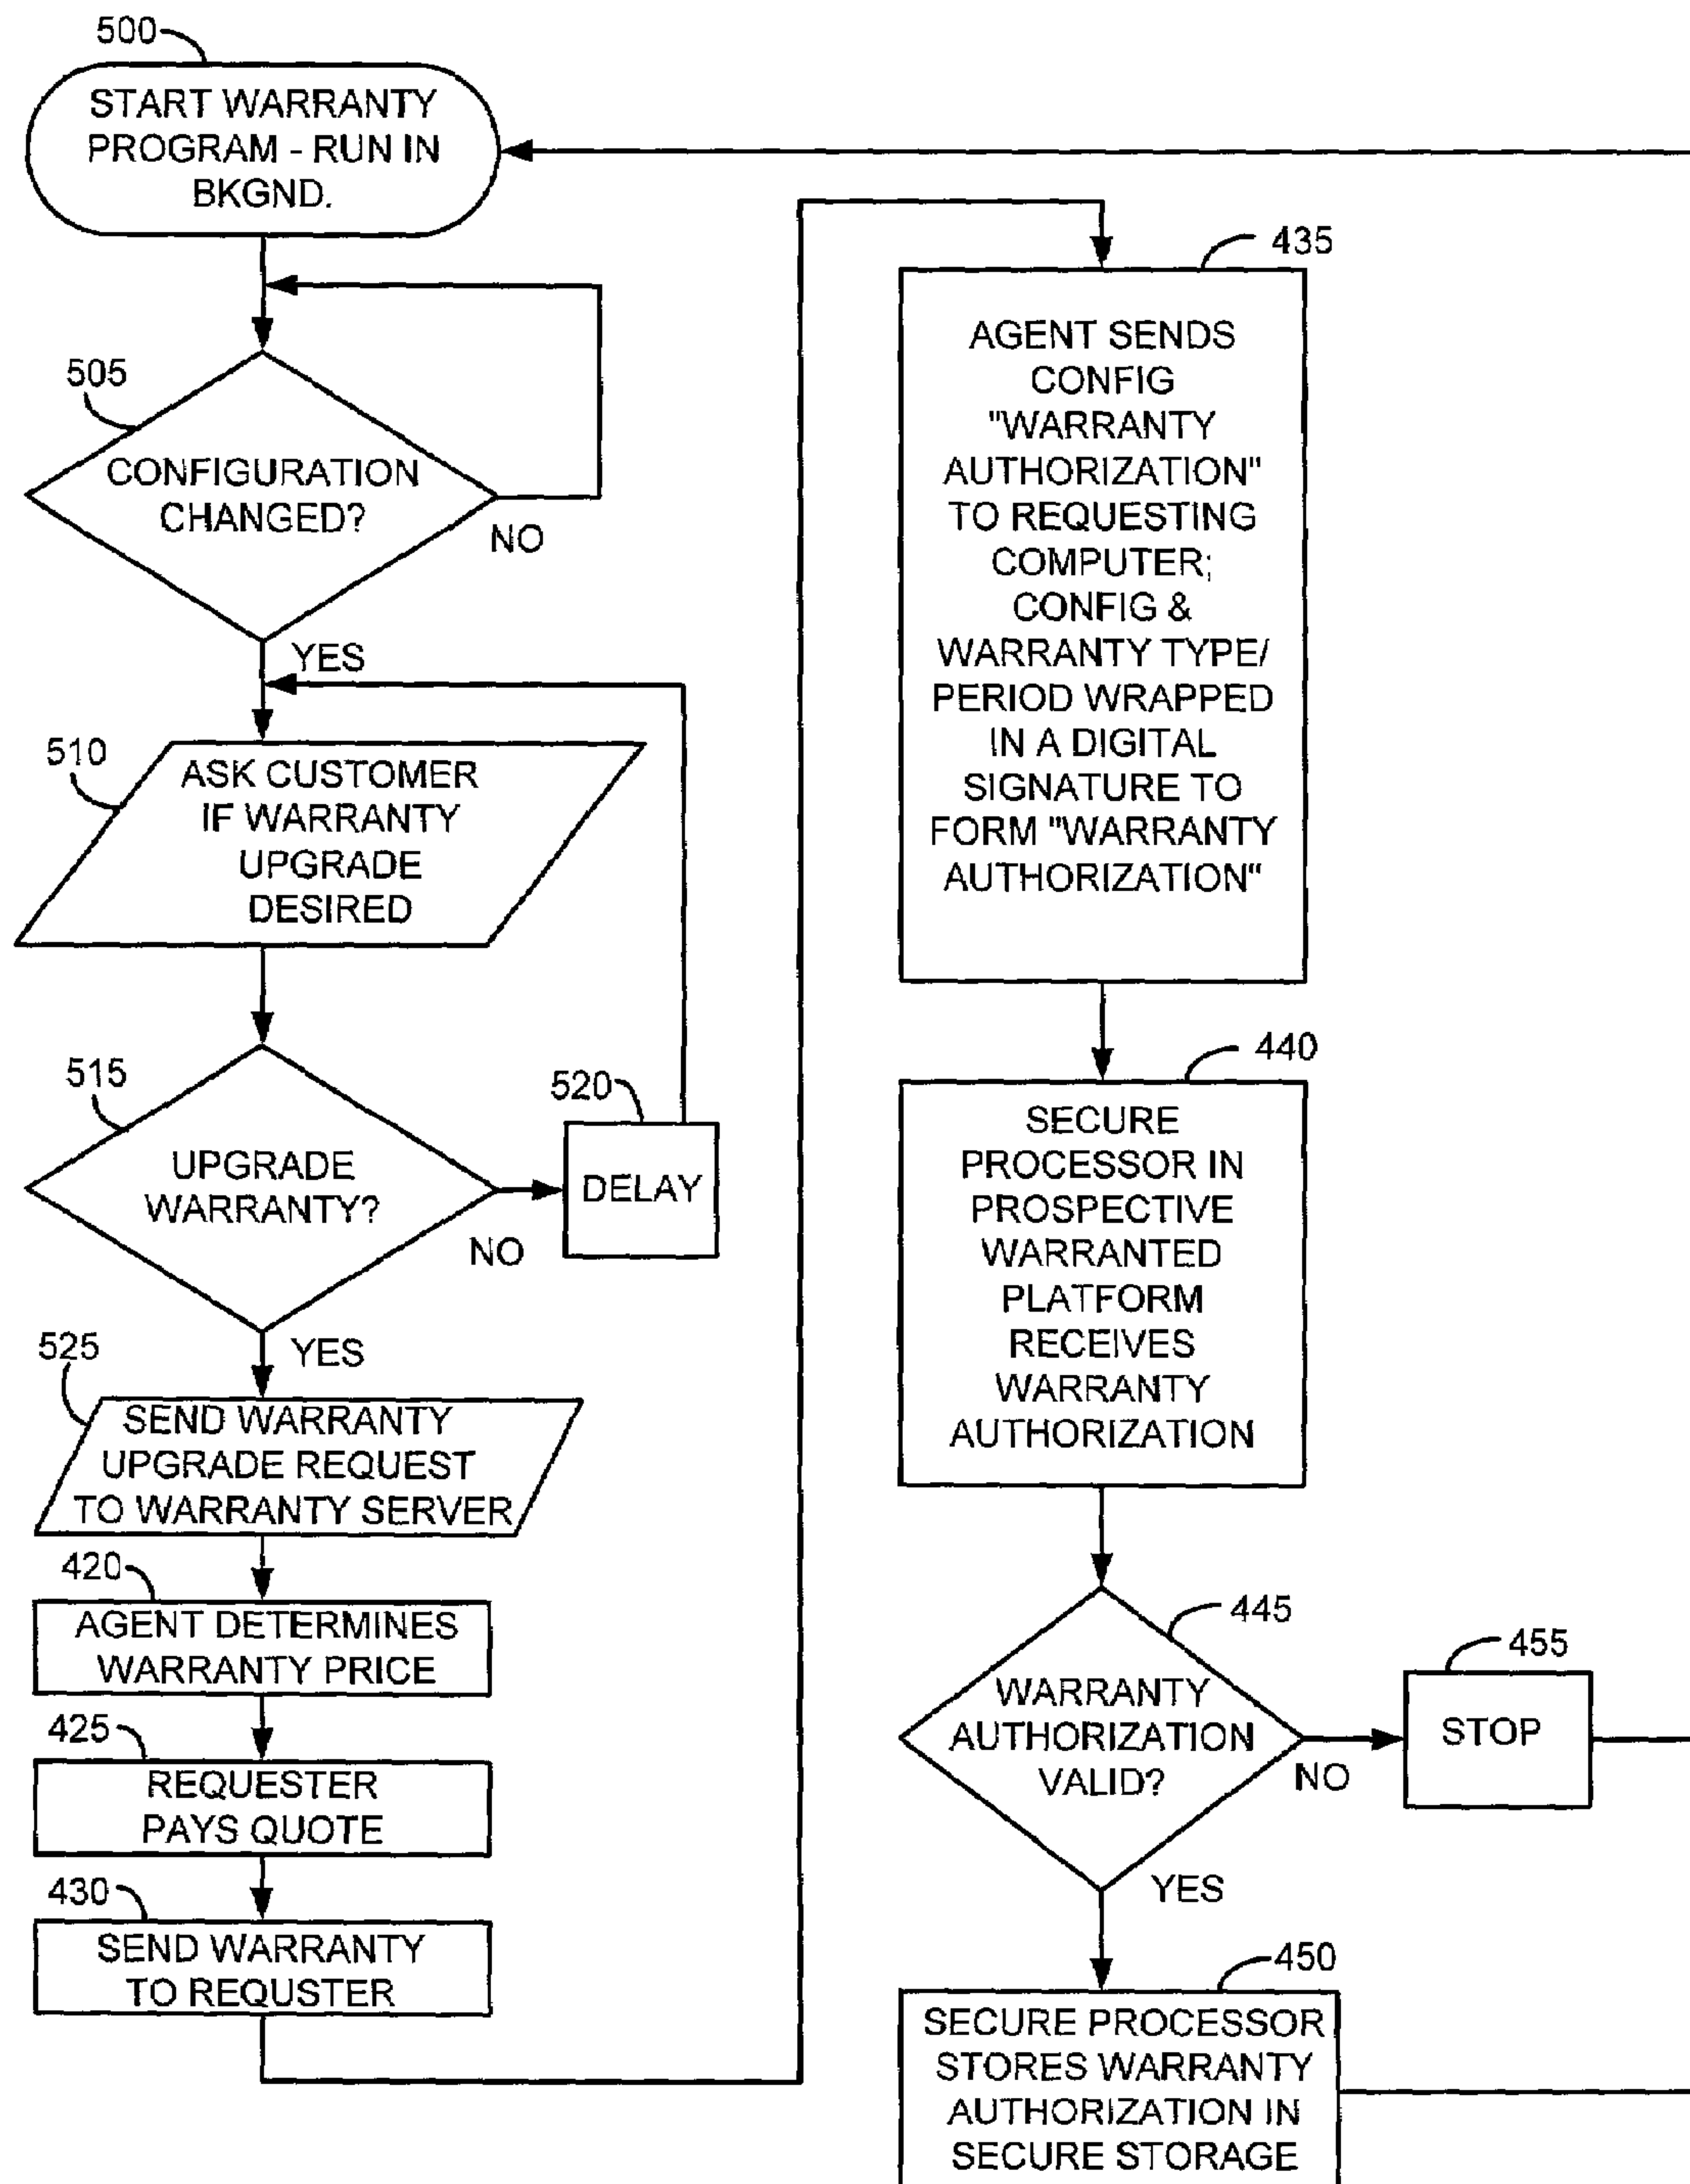 500
START WARRANTY
PROGRAM - RUN IN
BKGND.
505
CONFIGURATION
CHANGED?
NO
YES
510
ASK CUSTOMER
IF WARRANTY
UPGRADE
DESIRED
515
UPGRADE
WARRANTY?
NO
520
DELAY
YES
525
SEND WARRANTY
UPGRADE REQUEST
TO WARRANTY SERVER
420
AGENT DETERMINES
WARRANTY PRICE
425
REQUESTER
PAYS QUOTE
430
SEND WARRANTY
TO REQUSTER
435
AGENT SENDS
CONFIG
"WARRANTY
AUTHORIZATION"
TO REQUESTING
COMPUTER;
CONFIG &
WARRANTY TYPE/
PERIOD WRAPPED
IN A DIGITAL
SIGNATURE TO
FORM "WARRANTY
AUTHORIZATION"
440
SECURE
PROCESSOR IN
PROSPECTIVE
WARRANTED
PLATFORM
RECEIVES
WARRANTY
AUTHORIZATION
445
WARRANTY
AUTHORIZATION
VALID?
NO
455
STOP
YES
450
SECURE PROCESSOR
STORES WARRANTY
AUTHORIZATION IN
SECURE STORAGE